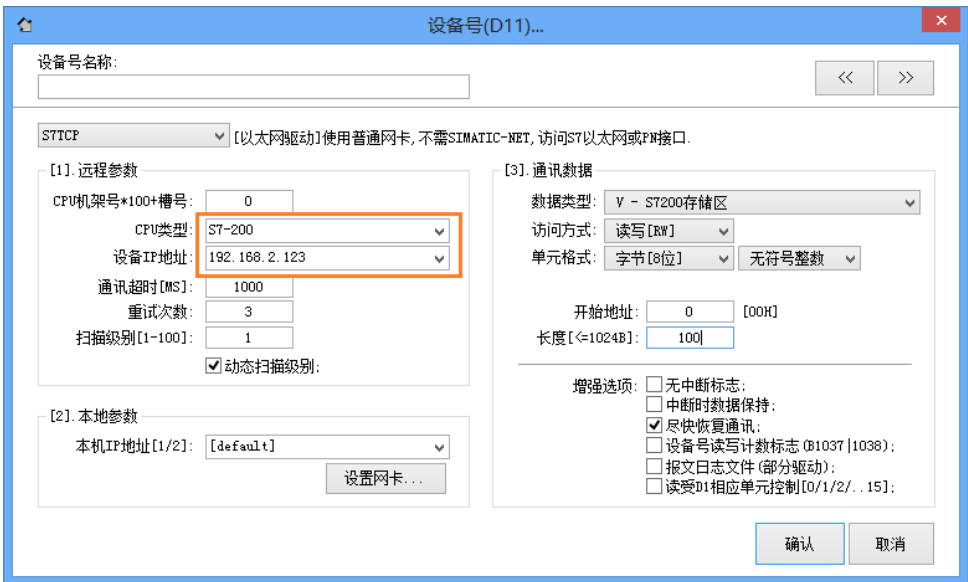 设备号(D11)...
设备号名称:
<< >>
S7TCP [以太网驱动]使用普通网卡,不需SIMATIC-NET,访问S7以太网或PN接口.
[1].远程参数
CPU机架号*100+槽号: 0
CPU类型: S7-200
设备IP地址: 192.168.2.123
通讯超时[MS]: 1000
重试次数: 3
扫描级别[1-100]: 1
动态扫描级别;
[2].本地参数
本机IP地址[1/2]: [default]
设置网卡...
[3].通讯数据
数据类型: V - S7200存储区
访问方式: 读写[RW]
单元格式: 字节[8位] 无符号整数
开始地址: 0 [00H]
长度[<=1024B]: 100
增强选项: 无中断标志;
中断时数据保持;
尽快恢复通讯;
设备号读写计数标志(B1037|1038);
报文日志文件(部分驱动);
读受D1相应单元控制[0/1/2/..15];
确认 取消